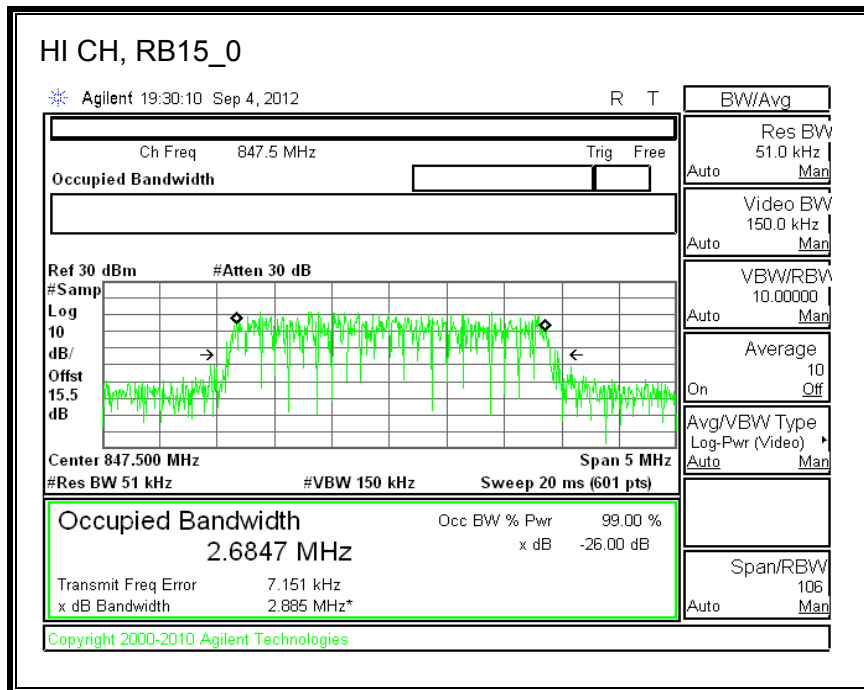 HI CH, RB15_0
Agilent 19:30:10 Sep 4, 2012 R T
Ch Freq 847.5 MHz Trig Free
Occupied Bandwidth
Ref 30 dBm #Atten 30 dB
#Samp
Log
10
dB/
Offst
15.5
dB
Center 847.500 MHz Span 5 MHz
#Res BW 51 kHz #VBW 150 kHz Sweep 20 ms (601 pts)
Occupied Bandwidth Occ BW % Pwr 99.00 %
2.6847 MHz x dB -26.00 dB
Transmit Freq Error 7.151 kHz
x dB Bandwidth 2.885 MHz*
Copyright 2000-2010 Agilent Technologies
BW/Avg
Res BW
51.0 kHz
Auto Man
Video BW
150.0 kHz
Auto Man
VBW/RBW
10.00000
Auto Man
Average
10
On Off
Avg/VBW Type
Log-Pwr (Video)
Auto Man
Span/RBW
106
Auto Man